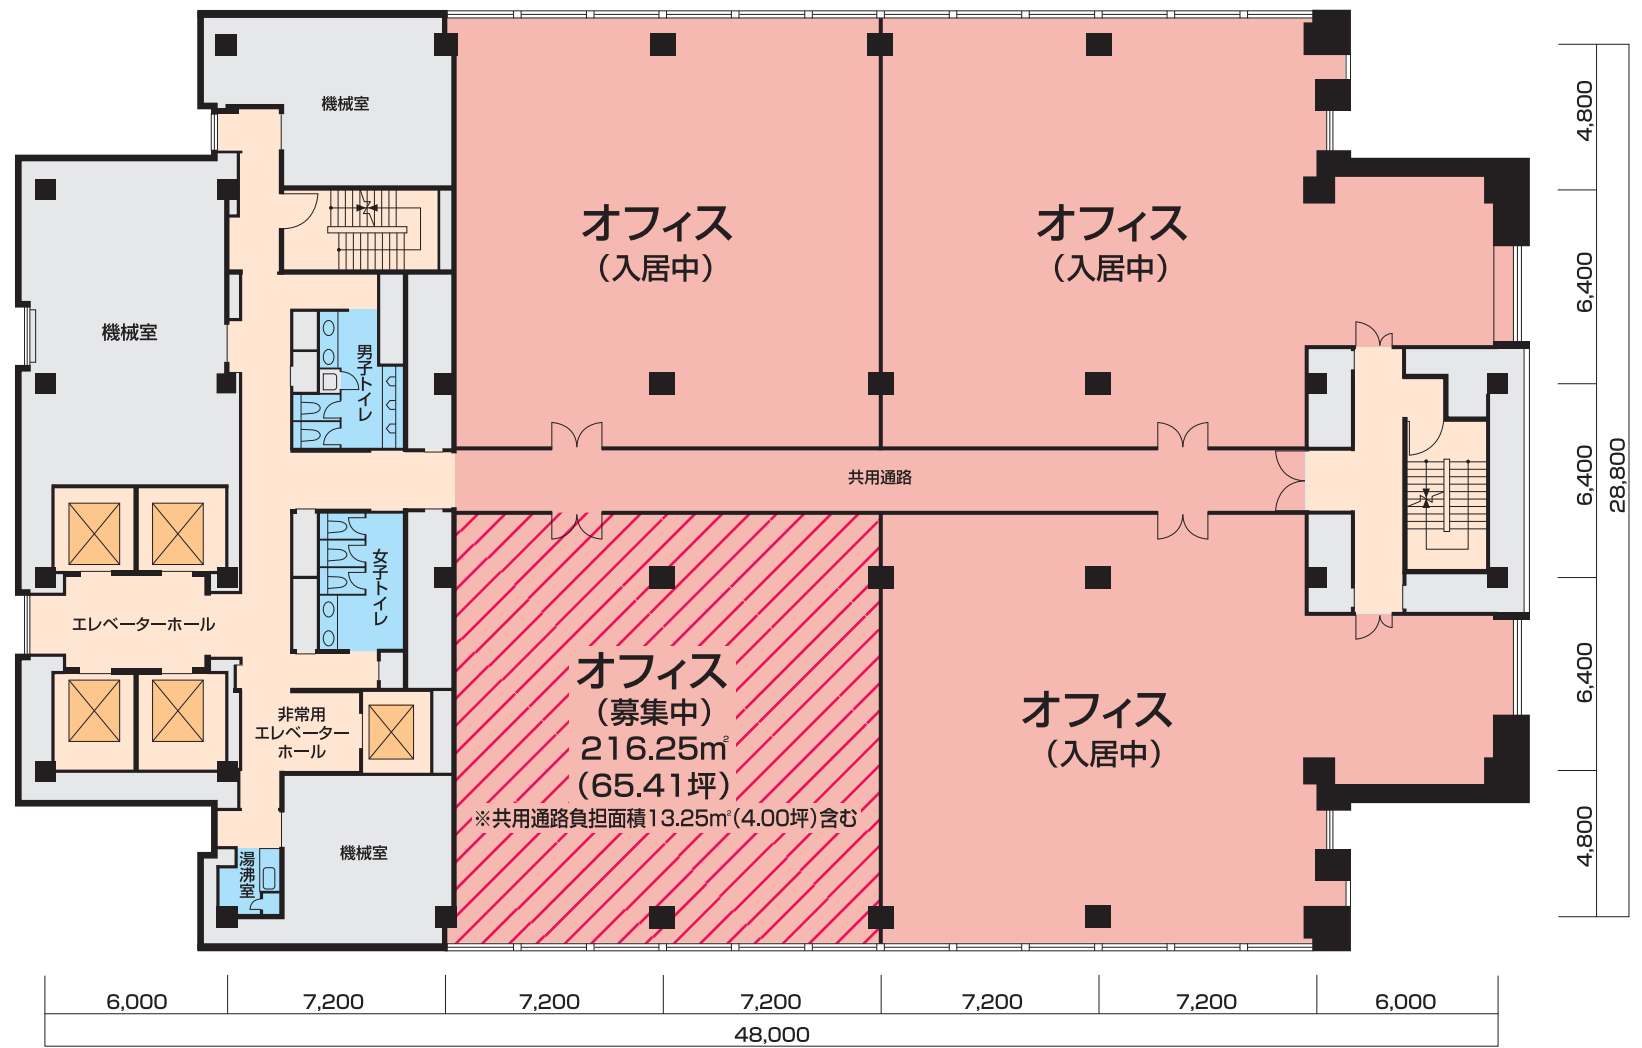 機械室
4,800
オフィス
（入居中）
オフィス
（入居中）
6,400
機械室
男子トイレ
共用通路
6,400
28,800
女子トイレ
エレベーターホール
オフィス
（募集中）
216.25㎡
（65.41坪）
※共用通路負担面積13.25㎡（4.00坪）含む
オフィス
（入居中）
6,400
非常用
エレベーター
ホール
機械室
湯沸室
4,800
6,000
7,200
7,200
7,200
7,200
7,200
6,000
48,000